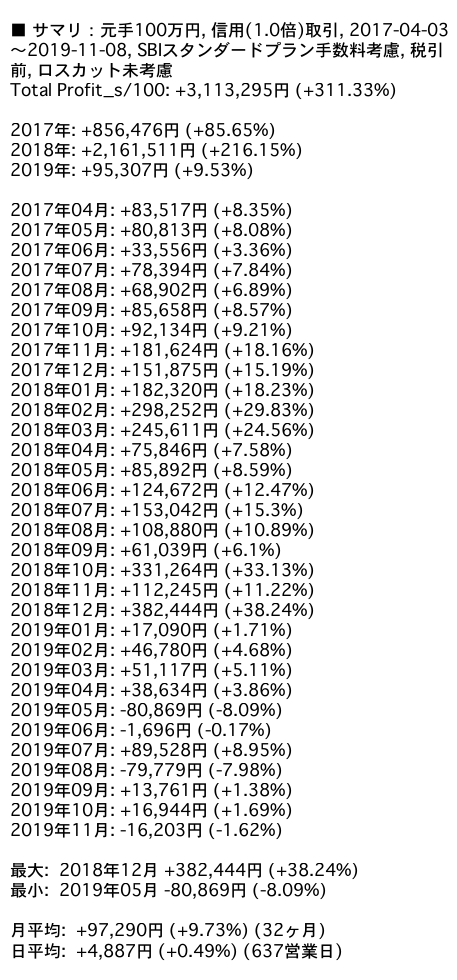 ■ サマリ：元手100万円, 信用(1.0倍)取引, 2017-04-03
～2019-11-08, SBIスタンダードプラン手数料考慮, 税引
前, ロスカット未考慮
Total Profit_s/100: +3,113,295円 (+311.33%)
2017年: +856,476円 (+85.65%)
2018年: +2,161,511円 (+216.15%)
2019年: +95,307円 (+9.53%)
2017年04月: +83,517円 (+8.35%)
2017年05月: +80,813円 (+8.08%)
2017年06月: +33,556円 (+3.36%)
2017年07月: +78,394円 (+7.84%)
2017年08月: +68,902円 (+6.89%)
2017年09月: +85,658円 (+8.57%)
2017年10月: +92,134円 (+9.21%)
2017年11月: +181,624円 (+18.16%)
2017年12月: +151,875円 (+15.19%)
2018年01月: +182,320円 (+18.23%)
2018年02月: +298,252円 (+29.83%)
2018年03月: +245,611円 (+24.56%)
2018年04月: +75,846円 (+7.58%)
2018年05月: +85,892円 (+8.59%)
2018年06月: +124,672円 (+12.47%)
2018年07月: +153,042円 (+15.3%)
2018年08月: +108,880円 (+10.89%)
2018年09月: +61,039円 (+6.1%)
2018年10月: +331,264円 (+33.13%)
2018年11月: +112,245円 (+11.22%)
2018年12月: +382,444円 (+38.24%)
2019年01月: +17,090円 (+1.71%)
2019年02月: +46,780円 (+4.68%)
2019年03月: +51,117円 (+5.11%)
2019年04月: +38,634円 (+3.86%)
2019年05月: -80,869円 (-8.09%)
2019年06月: -1,696円 (-0.17%)
2019年07月: +89,528円 (+8.95%)
2019年08月: -79,779円 (-7.98%)
2019年09月: +13,761円 (+1.38%)
2019年10月: +16,944円 (+1.69%)
2019年11月: -16,203円 (-1.62%)
最大: 2018年12月 +382,444円 (+38.24%)
最小: 2019年05月 -80,869円 (-8.09%)
月平均: +97,290円 (+9.73%) (32ヶ月)
日平均: +4,887円 (+0.49%) (637営業日)